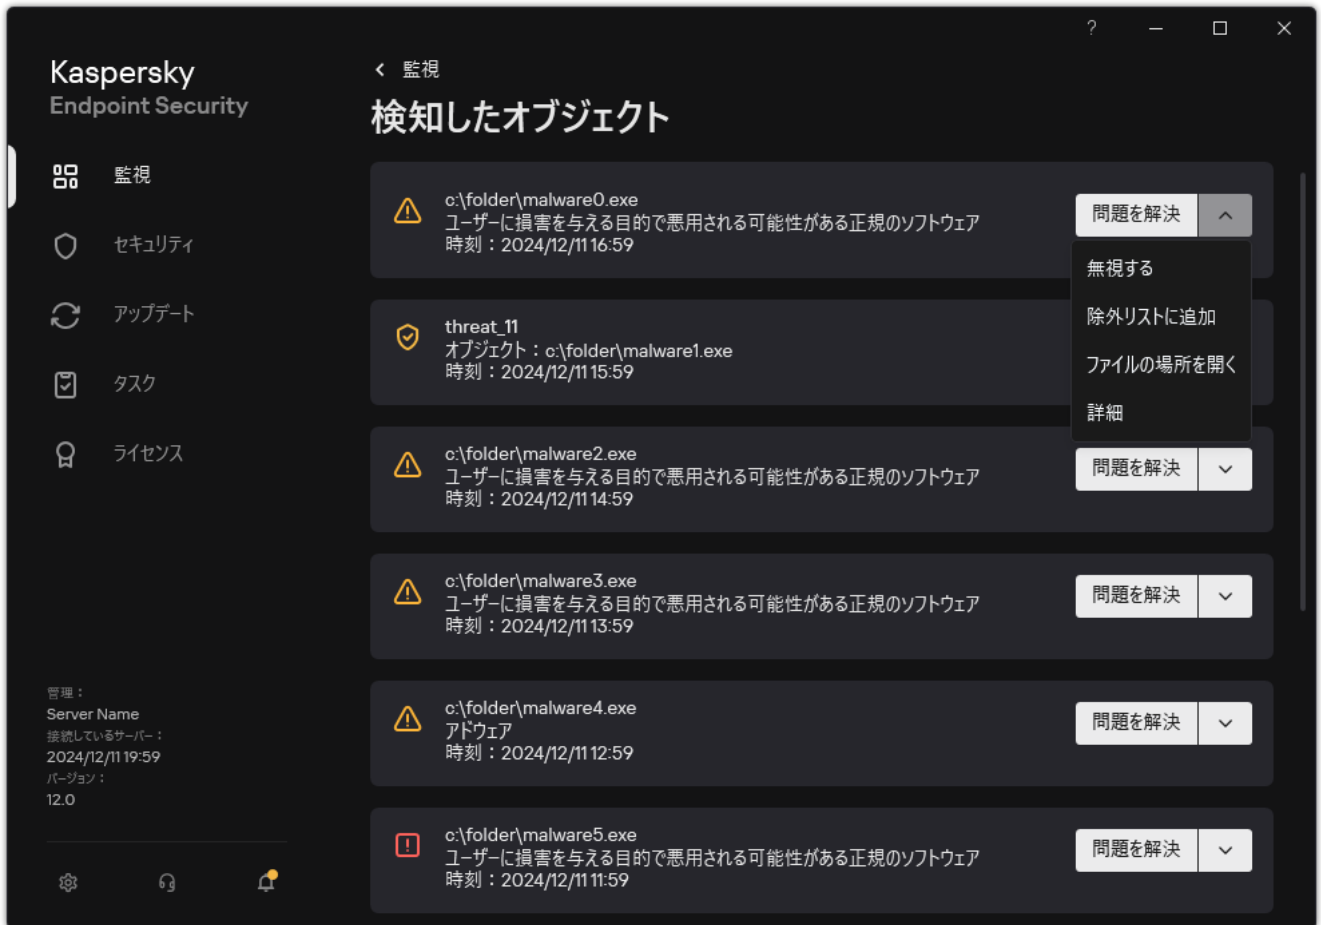 ?
Kaspersky
Endpoint Security
監視
セキュリティ
アップデート
タスク
ライセンス
管理：
Server Name
接続しているサーバー：
2024/12/11 19:59
バージョン：
12.0
監視
検知したオブジェクト
c:\folder\malware0.exe
ユーザーに損害を与える目的で悪用される可能性がある正規のソフトウェア
時刻：2024/12/11 16:59
問題を解決
無視する
除外リストに追加
ファイルの場所を開く
詳細
threat_11
オブジェクト：c:\folder\malware1.exe
時刻：2024/12/11 15:59
c:\folder\malware2.exe
ユーザーに損害を与える目的で悪用される可能性がある正規のソフトウェア
時刻：2024/12/11 14:59
問題を解決
c:\folder\malware3.exe
ユーザーに損害を与える目的で悪用される可能性がある正規のソフトウェア
時刻：2024/12/11 13:59
問題を解決
c:\folder\malware4.exe
アドウェア
時刻：2024/12/11 12:59
問題を解決
c:\folder\malware5.exe
ユーザーに損害を与える目的で悪用される可能性がある正規のソフトウェア
時刻：2024/12/11 11:59
問題を解決